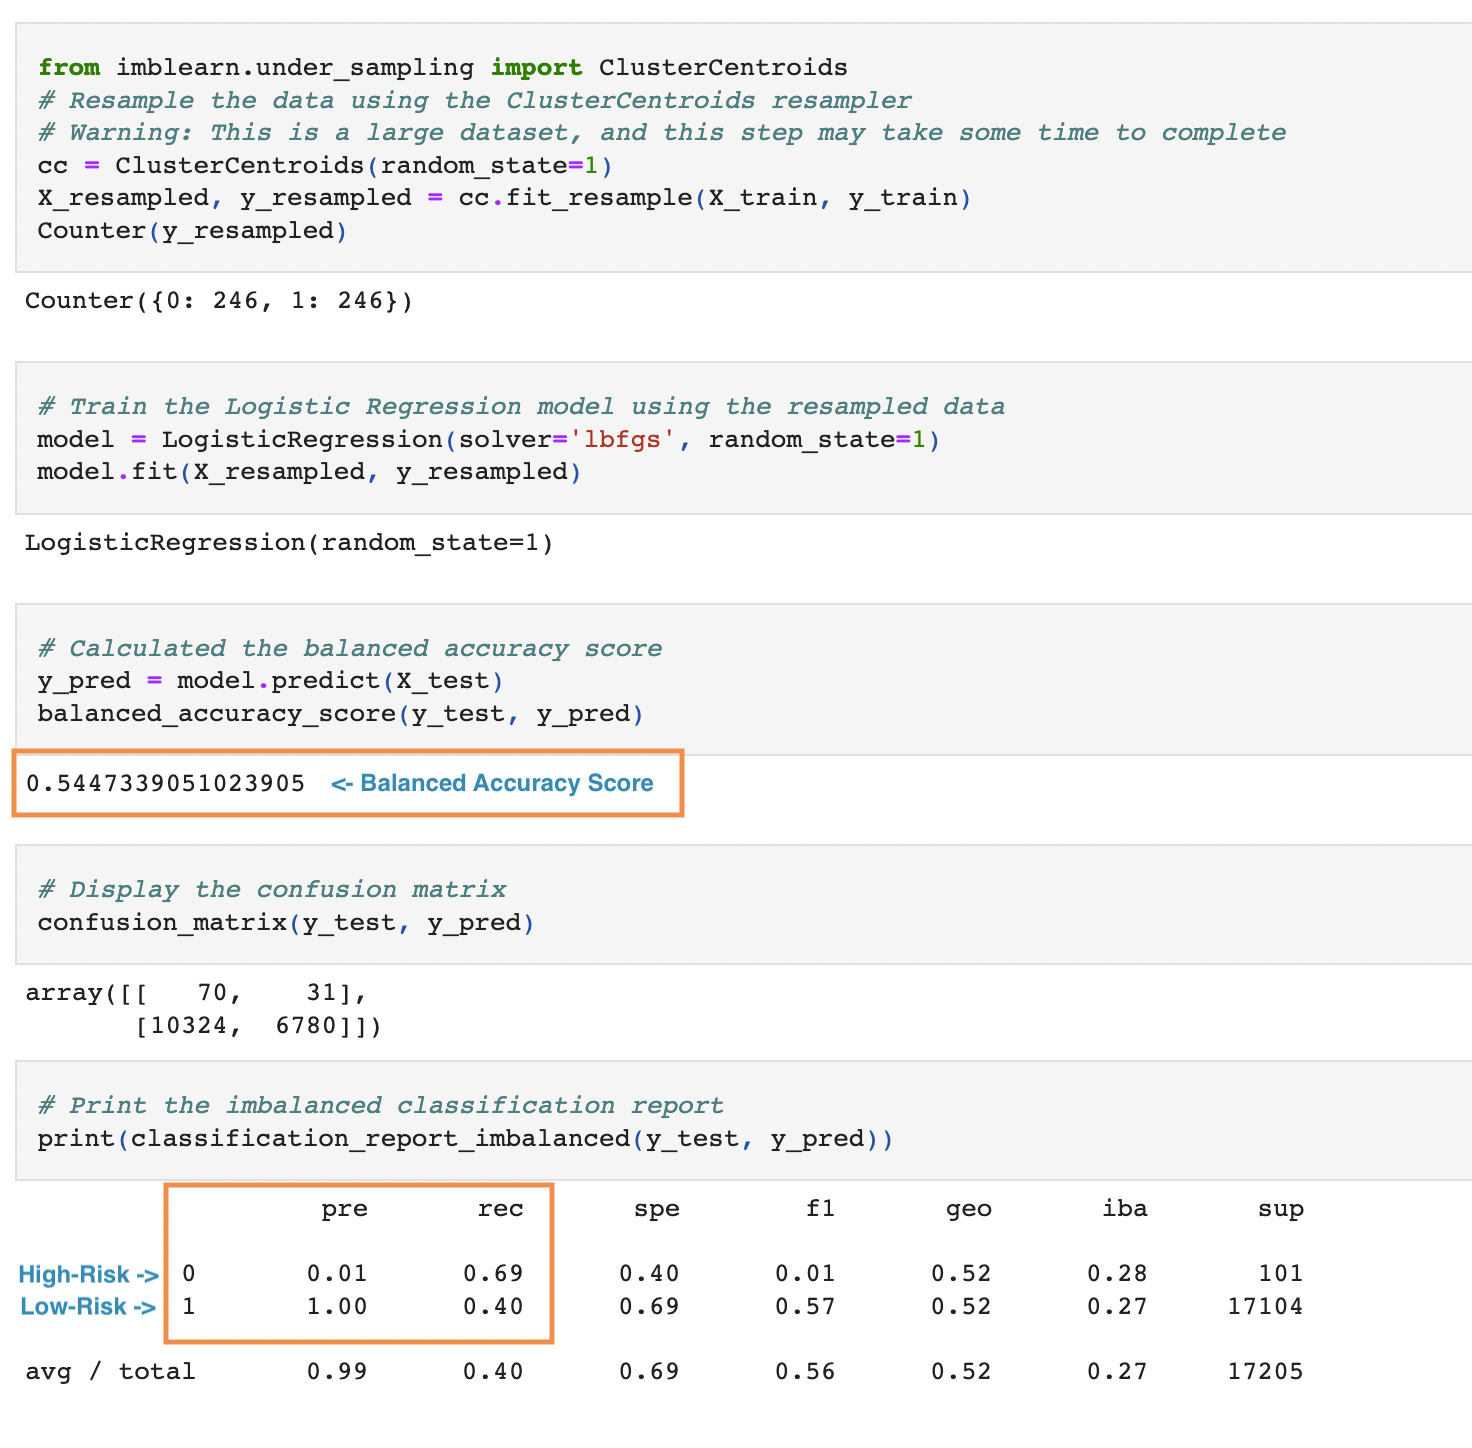 from imblearn.under_sampling import ClusterCentroids
# Resample the data using the ClusterCentroids resampler
# Warning: This is a large dataset, and this step may take some time to complete
cc = ClusterCentroids(random_state=1)
X_resampled, y_resampled = cc.fit_resample(X_train, y_train)
Counter(y_resampled)
Counter({0: 246, 1: 246})
# Train the Logistic Regression model using the resampled data
model = LogisticRegression(solver='lbfgs', random_state=1)
model.fit(X_resampled, y_resampled)
LogisticRegression(random_state=1)
# Calculated the balanced accuracy score
y_pred = model.predict(X_test)
balanced_accuracy_score(y_test, y_pred)
0.5447339051023905 <- Balanced Accuracy Score
# Display the confusion matrix
confusion_matrix(y_test, y_pred)
array([[   70,    31],
       [10324,  6780]])
# Print the imbalanced classification report
print(classification_report_imbalanced(y_test, y_pred))
pre rec spe f1 geo iba sup
High-Risk -> 0 0.01 0.69 0.40 0.01 0.52 0.28 101
Low-Risk -> 1 1.00 0.40 0.69 0.57 0.52 0.27 17104
avg / total 0.99 0.40 0.69 0.56 0.52 0.27 17205